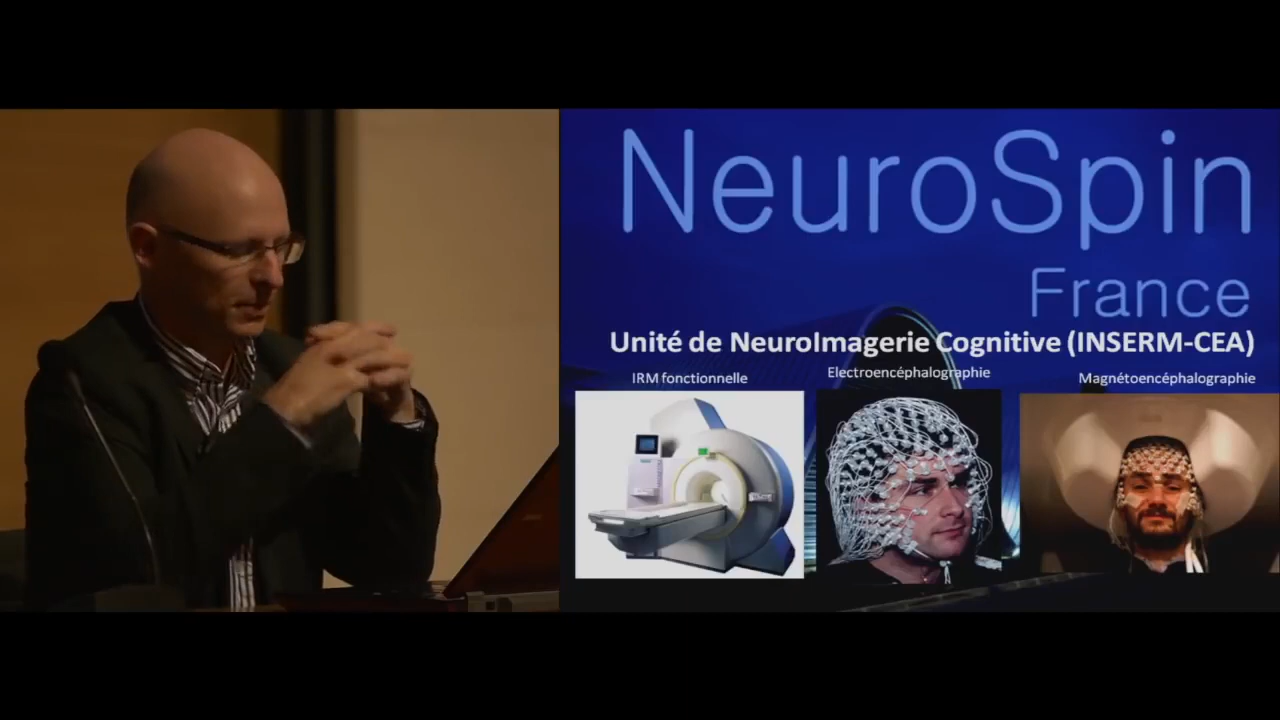 NeuroSpin
France
Unité de NeuroImagerie Cognitive (INSERM-CEA)
IRM fonctionnelle
Electroencéphalographie
Magnétoencéphalographie